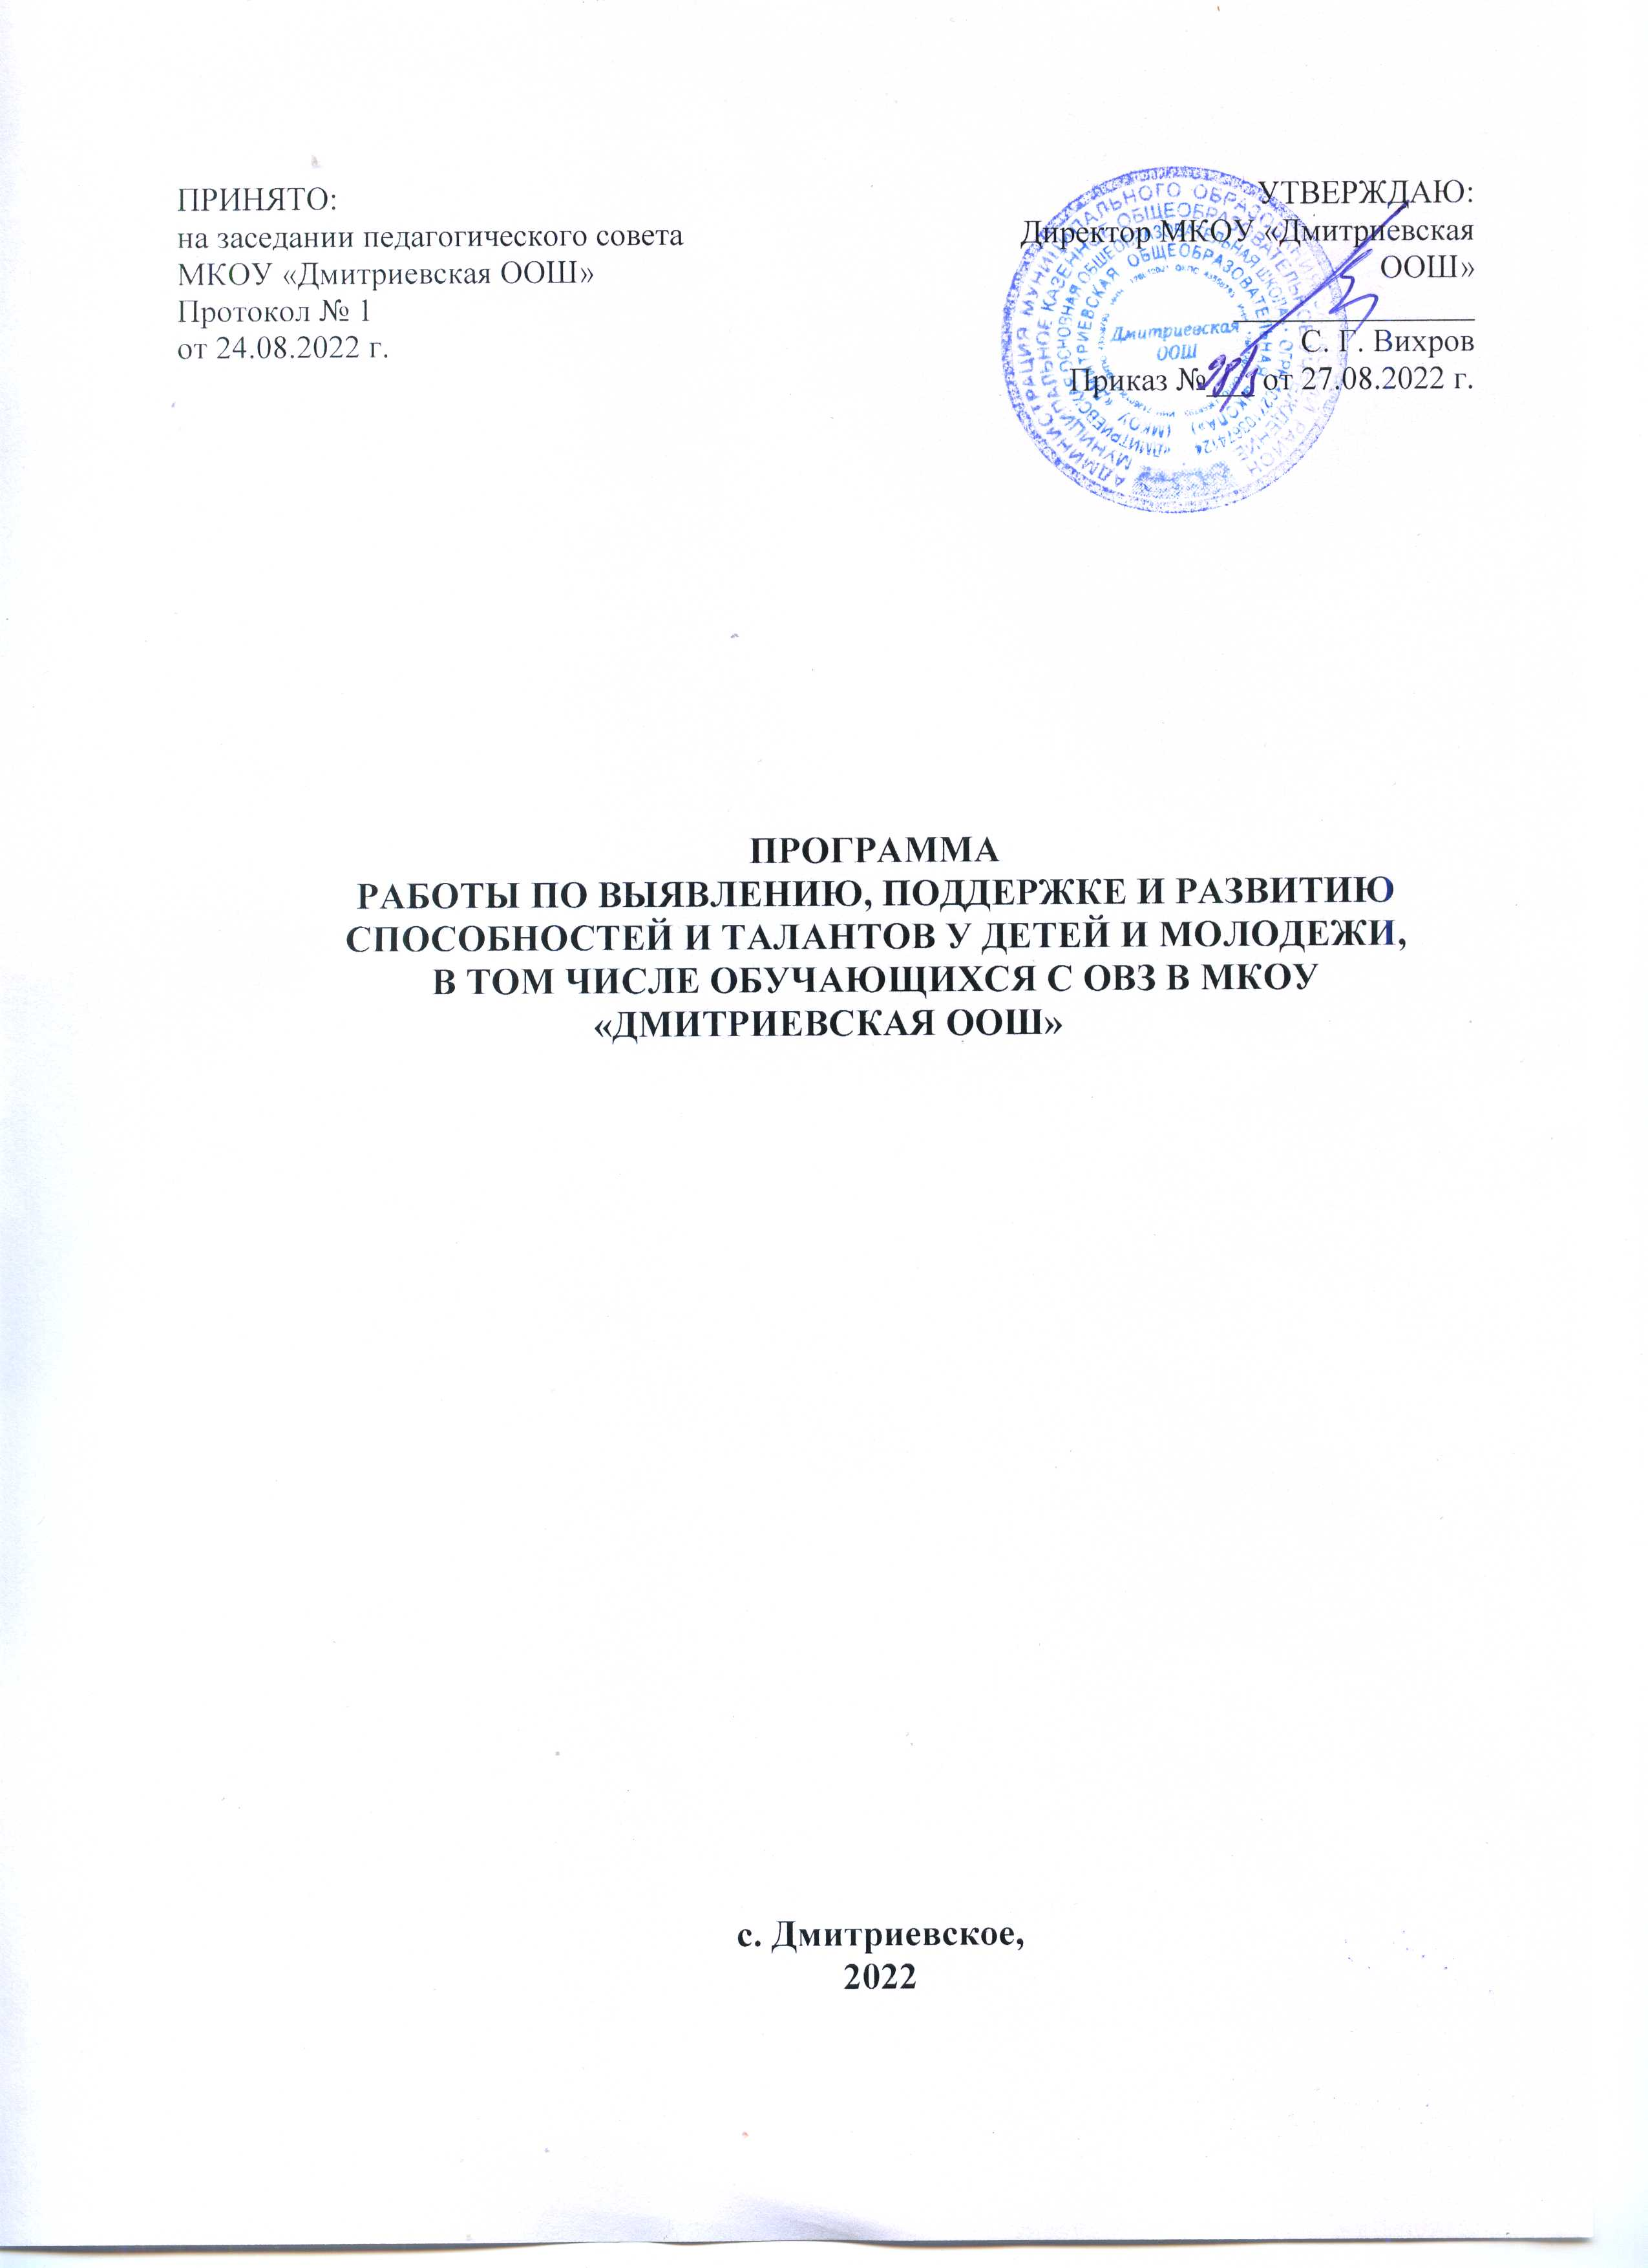 ПРИНЯТО:
на заседании педагогического совета
МКОУ «Дмитриевская ООШ»
Протокол № 1
от 24.08.2022 г.
УТВЕРЖДАЮ:
Директор МКОУ «Дмитриевская
ООШ»
С. Г. Вихров
Приказ № от 27.08.2022 г.
Дмитриевская
ООШ
ПРОГРАММА
РАБОТЫ ПО ВЫЯВЛЕНИЮ, ПОДДЕРЖКЕ И РАЗВИТИЮ
СПОСОБНОСТЕЙ И ТАЛАНТОВ У ДЕТЕЙ И МОЛОДЕЖИ,
В ТОМ ЧИСЛЕ ОБУЧАЮЩИХСЯ С ОВЗ В МКОУ
«ДМИТРИЕВСКАЯ ООШ»
с. Дмитриевское,
2022